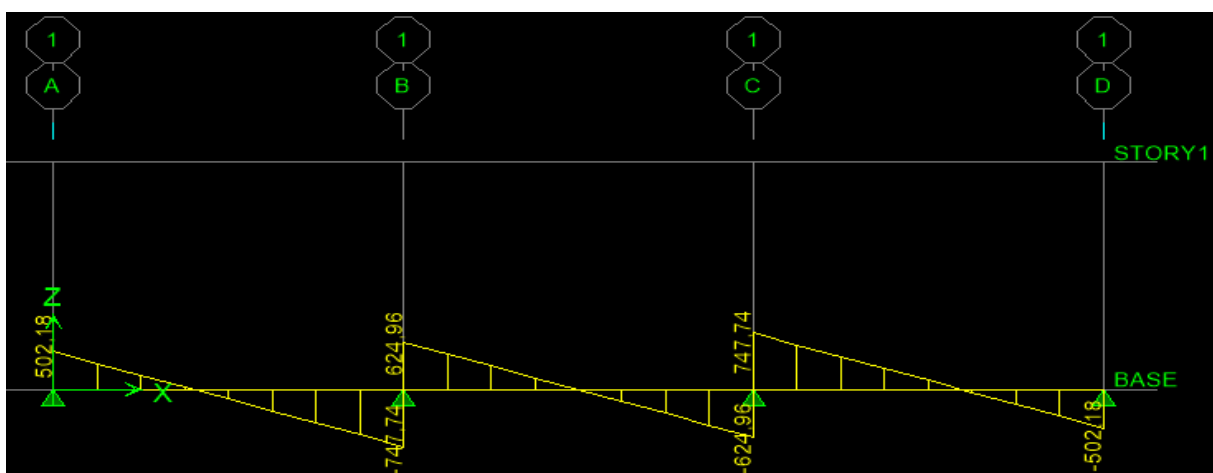 1 1 1 1
A B C D
STORY1
Z
502.18 624.96 747.74
X
BASE
-747.74 -624.96 -502.18